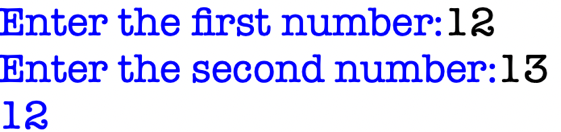 Enter the first number:12
Enter the second number:13
12